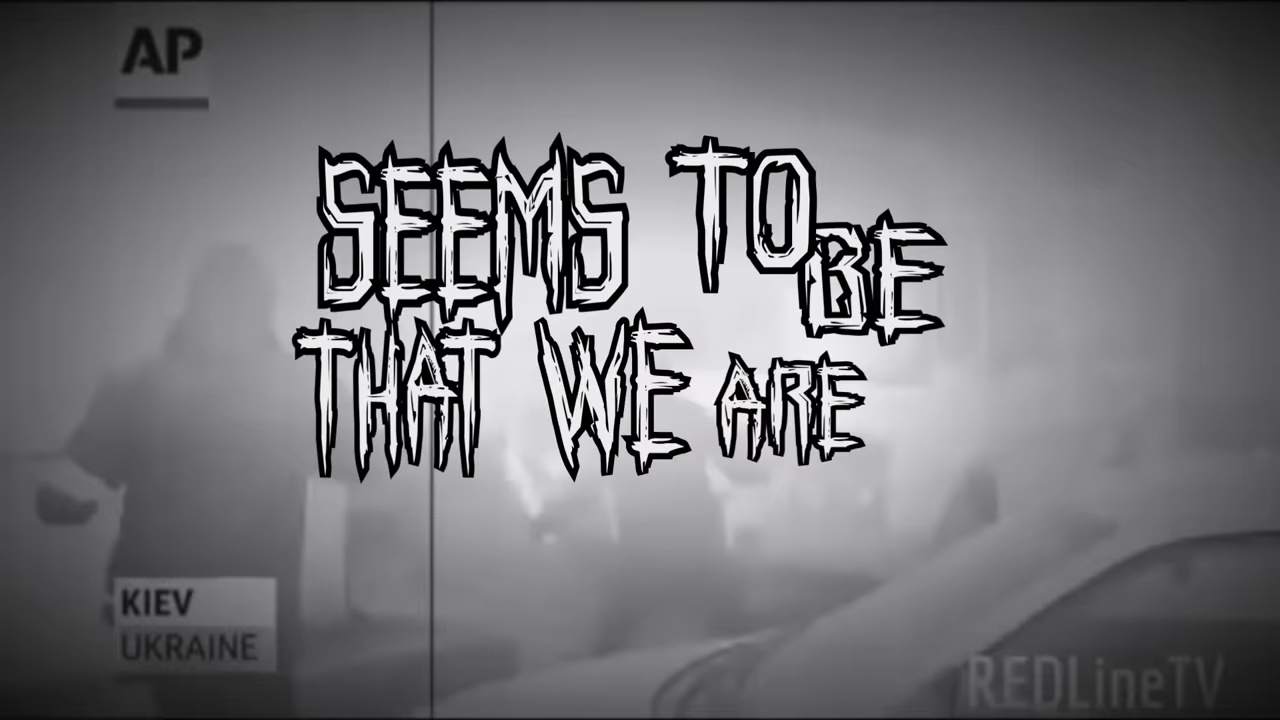 AP
SEEMS TO BE
THAT WE ARE
KIEV
UKRAINE
REDLineTV